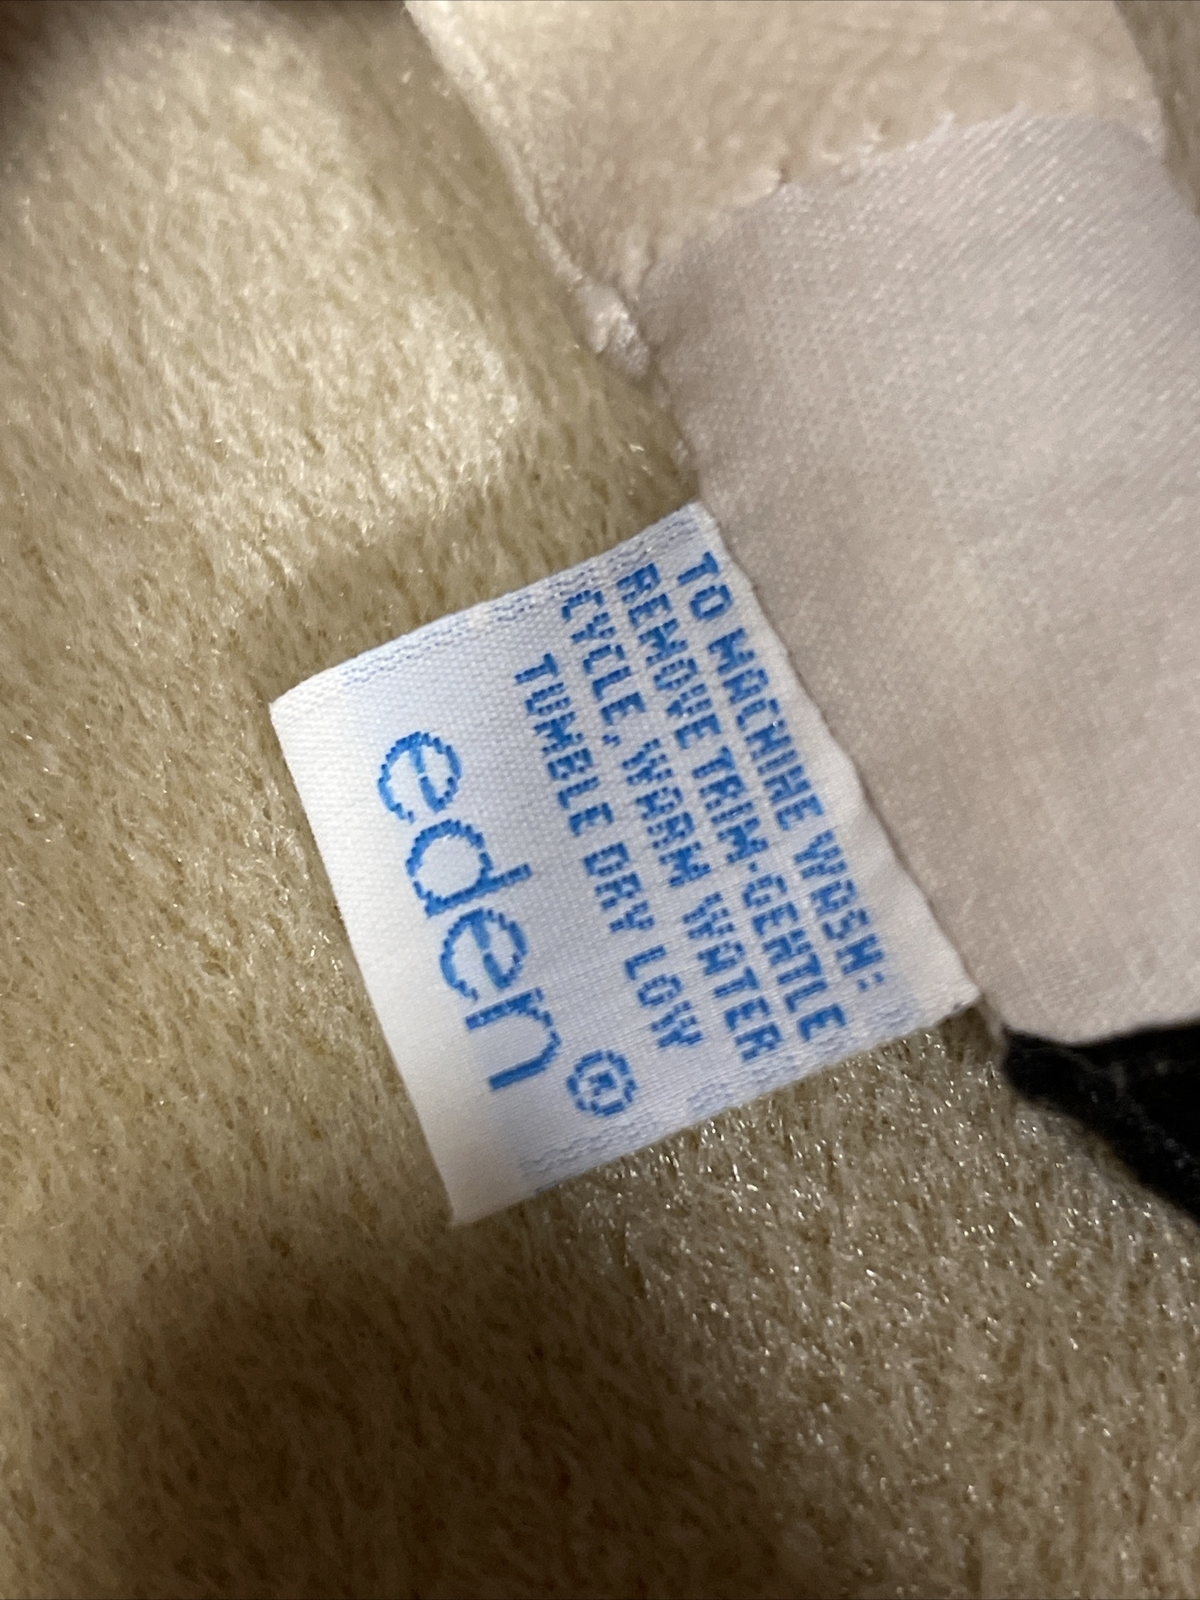 TO MACHINE WASH:
REMOVE TRIM-GENTLE
CYCLE, WARM WATER
TUMBLE DRY LOW
eden®